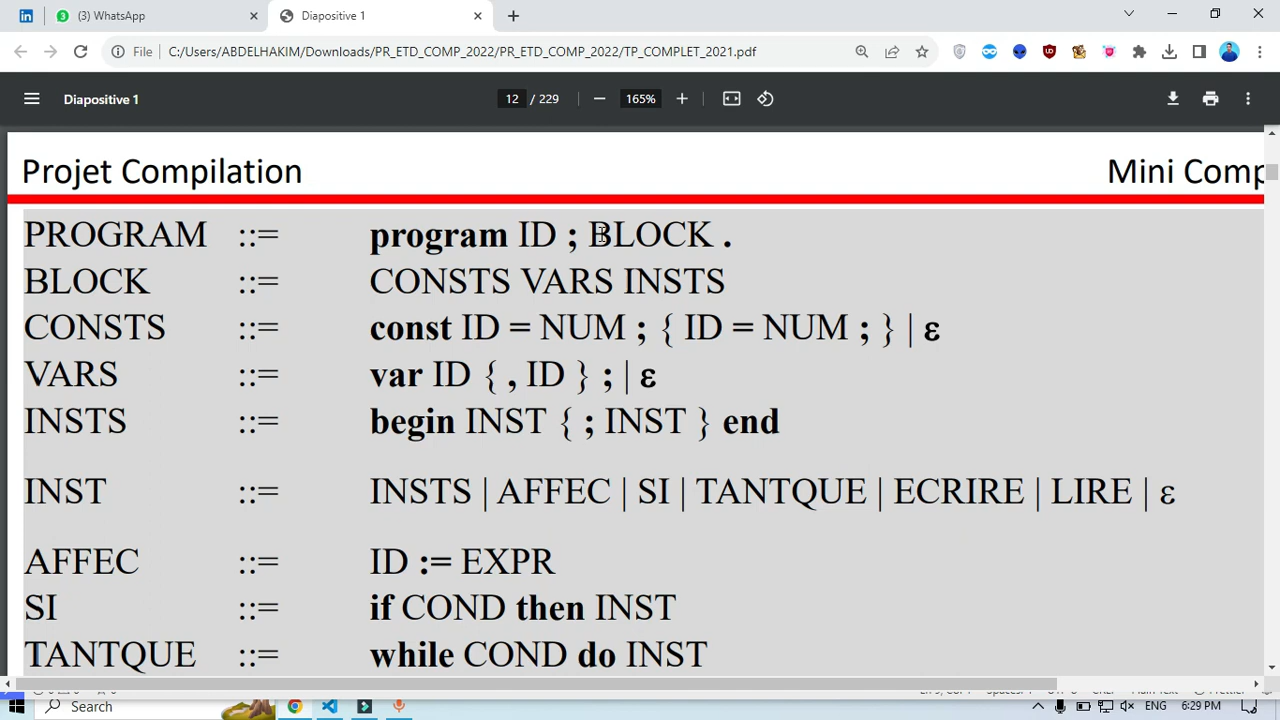 (3) WhatsApp
Diapositive 1
File C:/Users/ABDELHAKIM/Downloads/PR_ETD_COMP_2022/PR_ETD_COMP_2022/TP_COMPLET_2021.pdf
Diapositive 1
12 / 229
165%
Projet Compilation
Mini Comp
PROGRAM ::= program ID ; BLOCK .
BLOCK ::= CONSTS VARS INSTS
CONSTS ::= const ID = NUM ; { ID = NUM ; } | ε
VARS ::= var ID { , ID } ; | ε
INSTS ::= begin INST { ; INST } end
INST ::= INSTS | AFFEC | SI | TANTQUE | ECRIRE | LIRE | ε
AFFEC ::= ID := EXPR
SI ::= if COND then INST
TANTQUE ::= while COND do INST
Search
ENG
6:29 PM